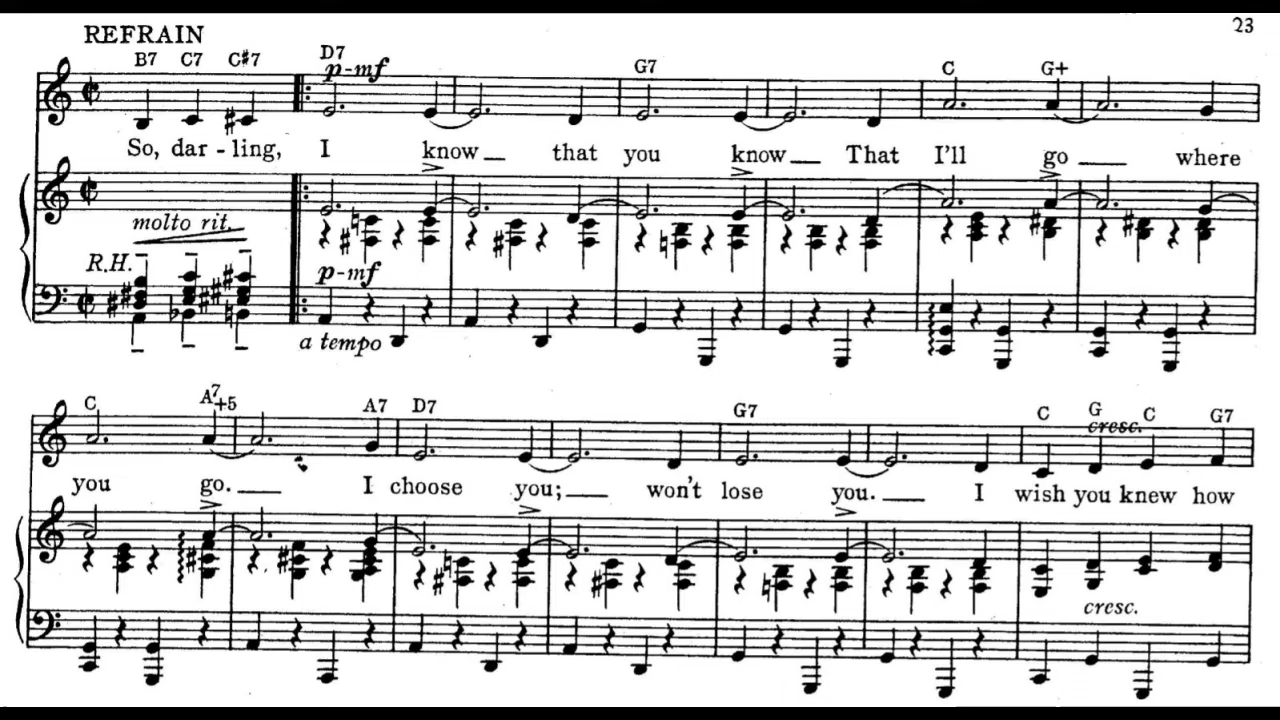 23
REFRAIN
B7 C7 C#7 D7 G7 C G+
p-mf
So, dar - ling, I know that you know That I'll go where
molto rit.
R.H.
p-mf
a tempo
C A7+5 A7 D7 G7 C G C G7
cresc.
you go. I choose you; won't lose you. I wish you knew how
cresc.